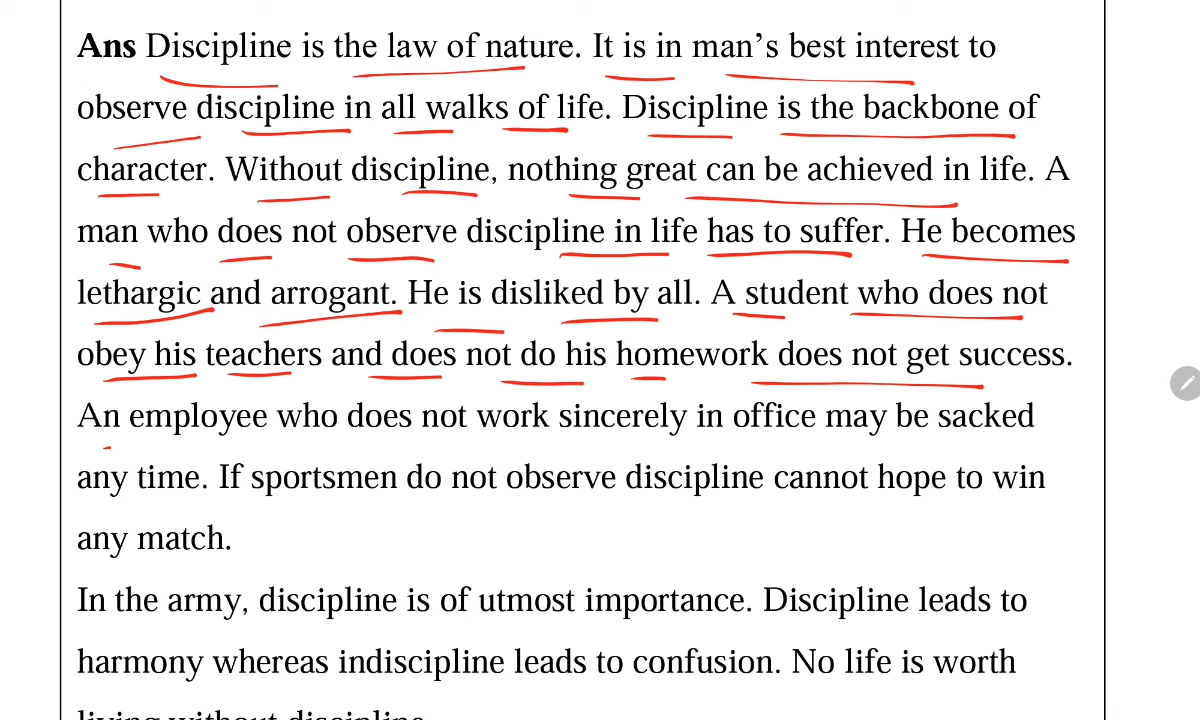 Ans Discipline is the law of nature. It is in man’s best interest to
observe discipline in all walks of life. Discipline is the backbone of
character. Without discipline, nothing great can be achieved in life. A
man who does not observe discipline in life has to suffer. He becomes
lethargic and arrogant. He is disliked by all. A student who does not
obey his teachers and does not do his homework does not get success.
An employee who does not work sincerely in office may be sacked
any time. If sportsmen do not observe discipline cannot hope to win
any match.
In the army, discipline is of utmost importance. Discipline leads to
harmony whereas indiscipline leads to confusion. No life is worth
living without discipline.